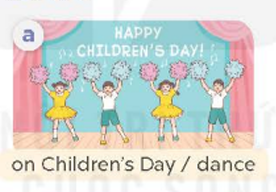 a
HAPPY
CHILDREN'S DAY!
on Children's Day / dance